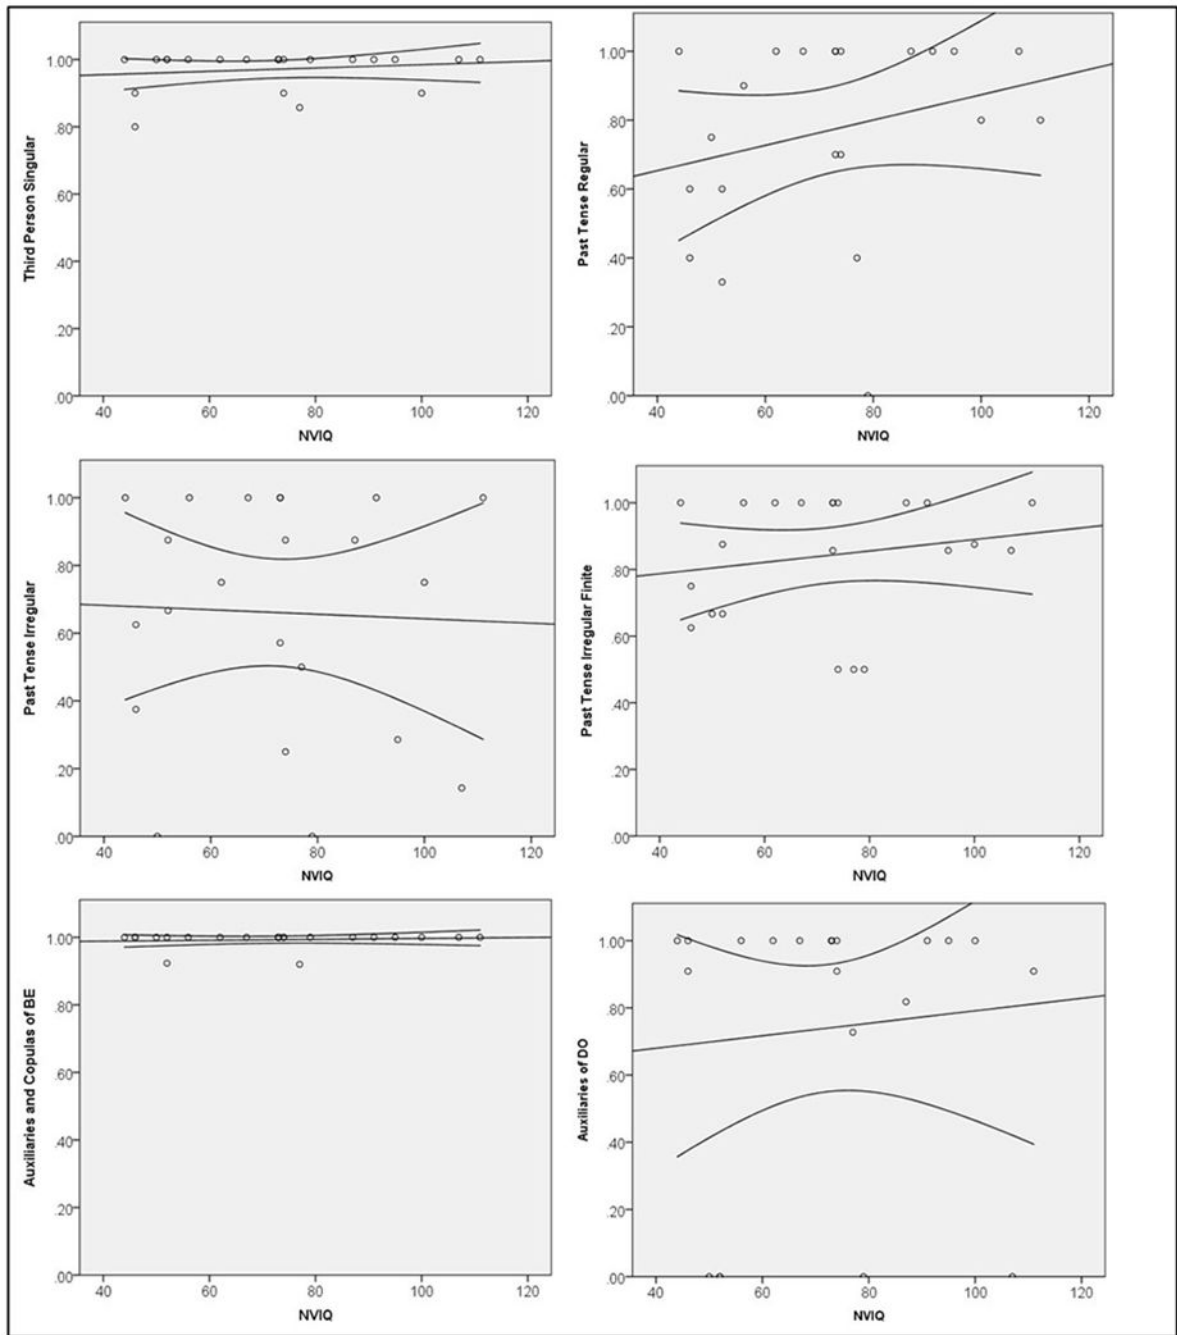 Third Person Singular
1.00
.80
.60
.40
.20
.00
40 60 80 100 120
NVIQ
Past Tense Regular
1.00
.80
.60
.40
.20
.00
40 60 80 100 120
NVIQ
Past Tense Irregular
1.00
.80
.60
.40
.20
.00
40 60 80 100 120
NVIQ
Past Tense Irregular Finite
1.00
.80
.60
.40
.20
.00
40 60 80 100 120
NVIQ
Auxiliaries and Copulas of BE
1.00
.80
.60
.40
.20
.00
40 60 80 100 120
NVIQ
Auxiliaries of DO
1.00
.80
.60
.40
.20
.00
40 60 80 100 120
NVIQ